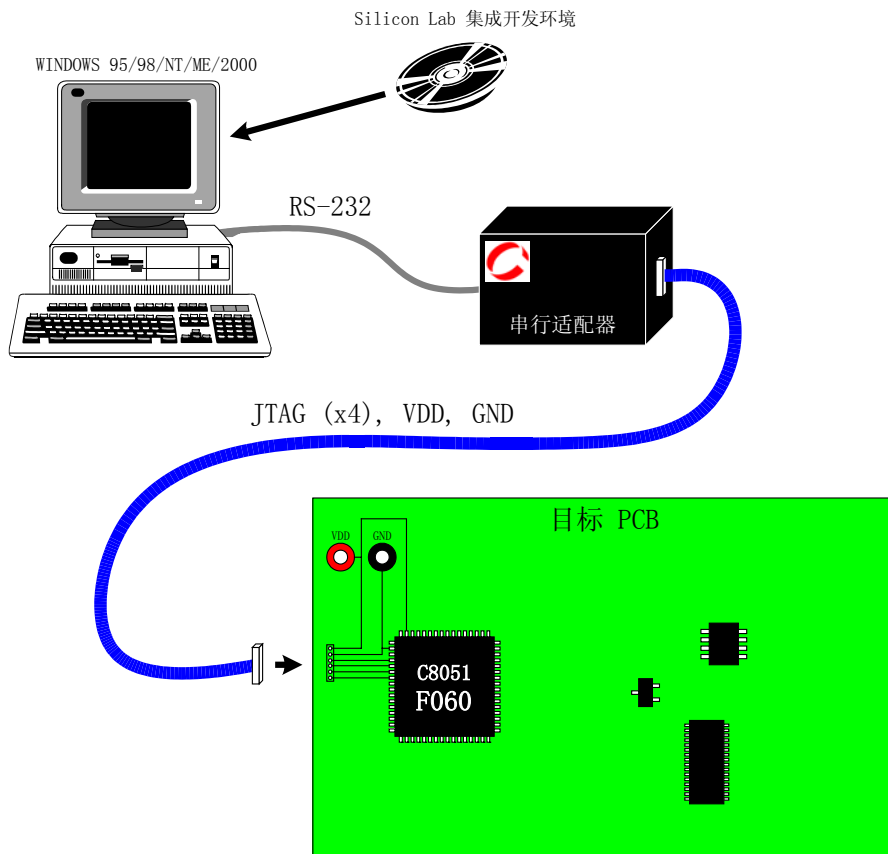 Silicon Lab 集成开发环境
WINDOWS 95/98/NT/ME/2000
RS-232
串行适配器
JTAG (x4), VDD, GND
目标 PCB
VDD
GND
C8051
F060